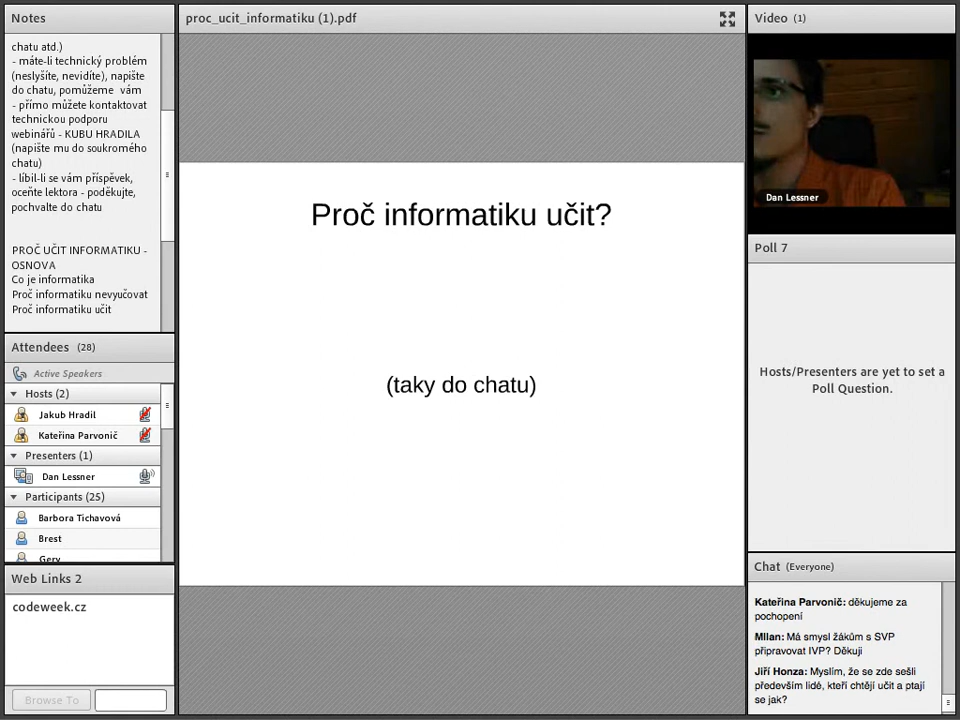 Notes
chatu atd.)
- máte-li technický problém
(neslyšíte, nevidíte), napište
do chatu, pomůžeme vám
- přímo můžete kontaktovat
technickou podporu
webinářů - KUBU HRADILA
(napište mu do soukromého
chatu)
- líbil-li se vám příspěvek,
oceňte lektora - poděkujte,
pochvalte do chatu
PROČ UČIT INFORMATIKU -
OSNOVA
Co je informatika
Proč informatiku nevyučovat
Proč informatiku učit
Attendees (28)
Active Speakers
Hosts (2)
Jakub Hradil
Kateřina Parvonič
Presenters (1)
Dan Lessner
Participants (25)
Barbora Tichavová
Brest
Gery
Web Links 2
codeweek.cz
Browse To
proc_ucit_informatiku (1).pdf
Proč informatiku učit?
(taky do chatu)
Video (1)
Dan Lessner
Poll 7
Hosts/Presenters are yet to set a
Poll Question.
Chat (Everyone)
Kateřina Parvonič: děkujeme za
pochopení
Milan: Má smysl žákům s SVP
připravovat IVP? Děkuji
Jiří Honza: Myslím, že se zde sešli
především lidé, kteří chtějí učit a ptají
se jak?